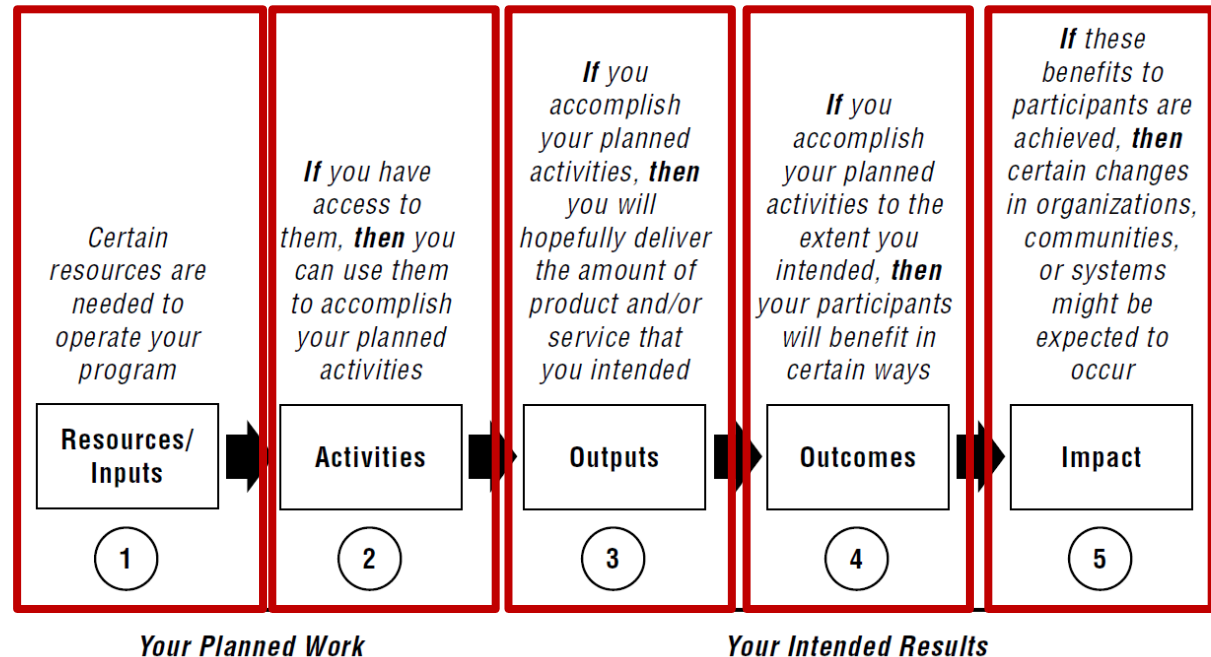 Certain
resources are
needed to
operate your
program
Resources/
Inputs
1
If you have
access to
them, then you
can use them
to accomplish
your planned
activities
Activities
2
If you
accomplish
your planned
activities, then
you will
hopefully deliver
the amount of
product and/or
service that
you intended
Outputs
3
If you
accomplish
your planned
activities to the
extent you
intended, then
your participants
will benefit in
certain ways
Outcomes
4
If these
benefits to
participants are
achieved, then
certain changes
in organizations,
communities,
or systems
might be
expected to
occur
Impact
5
Your Planned Work
Your Intended Results